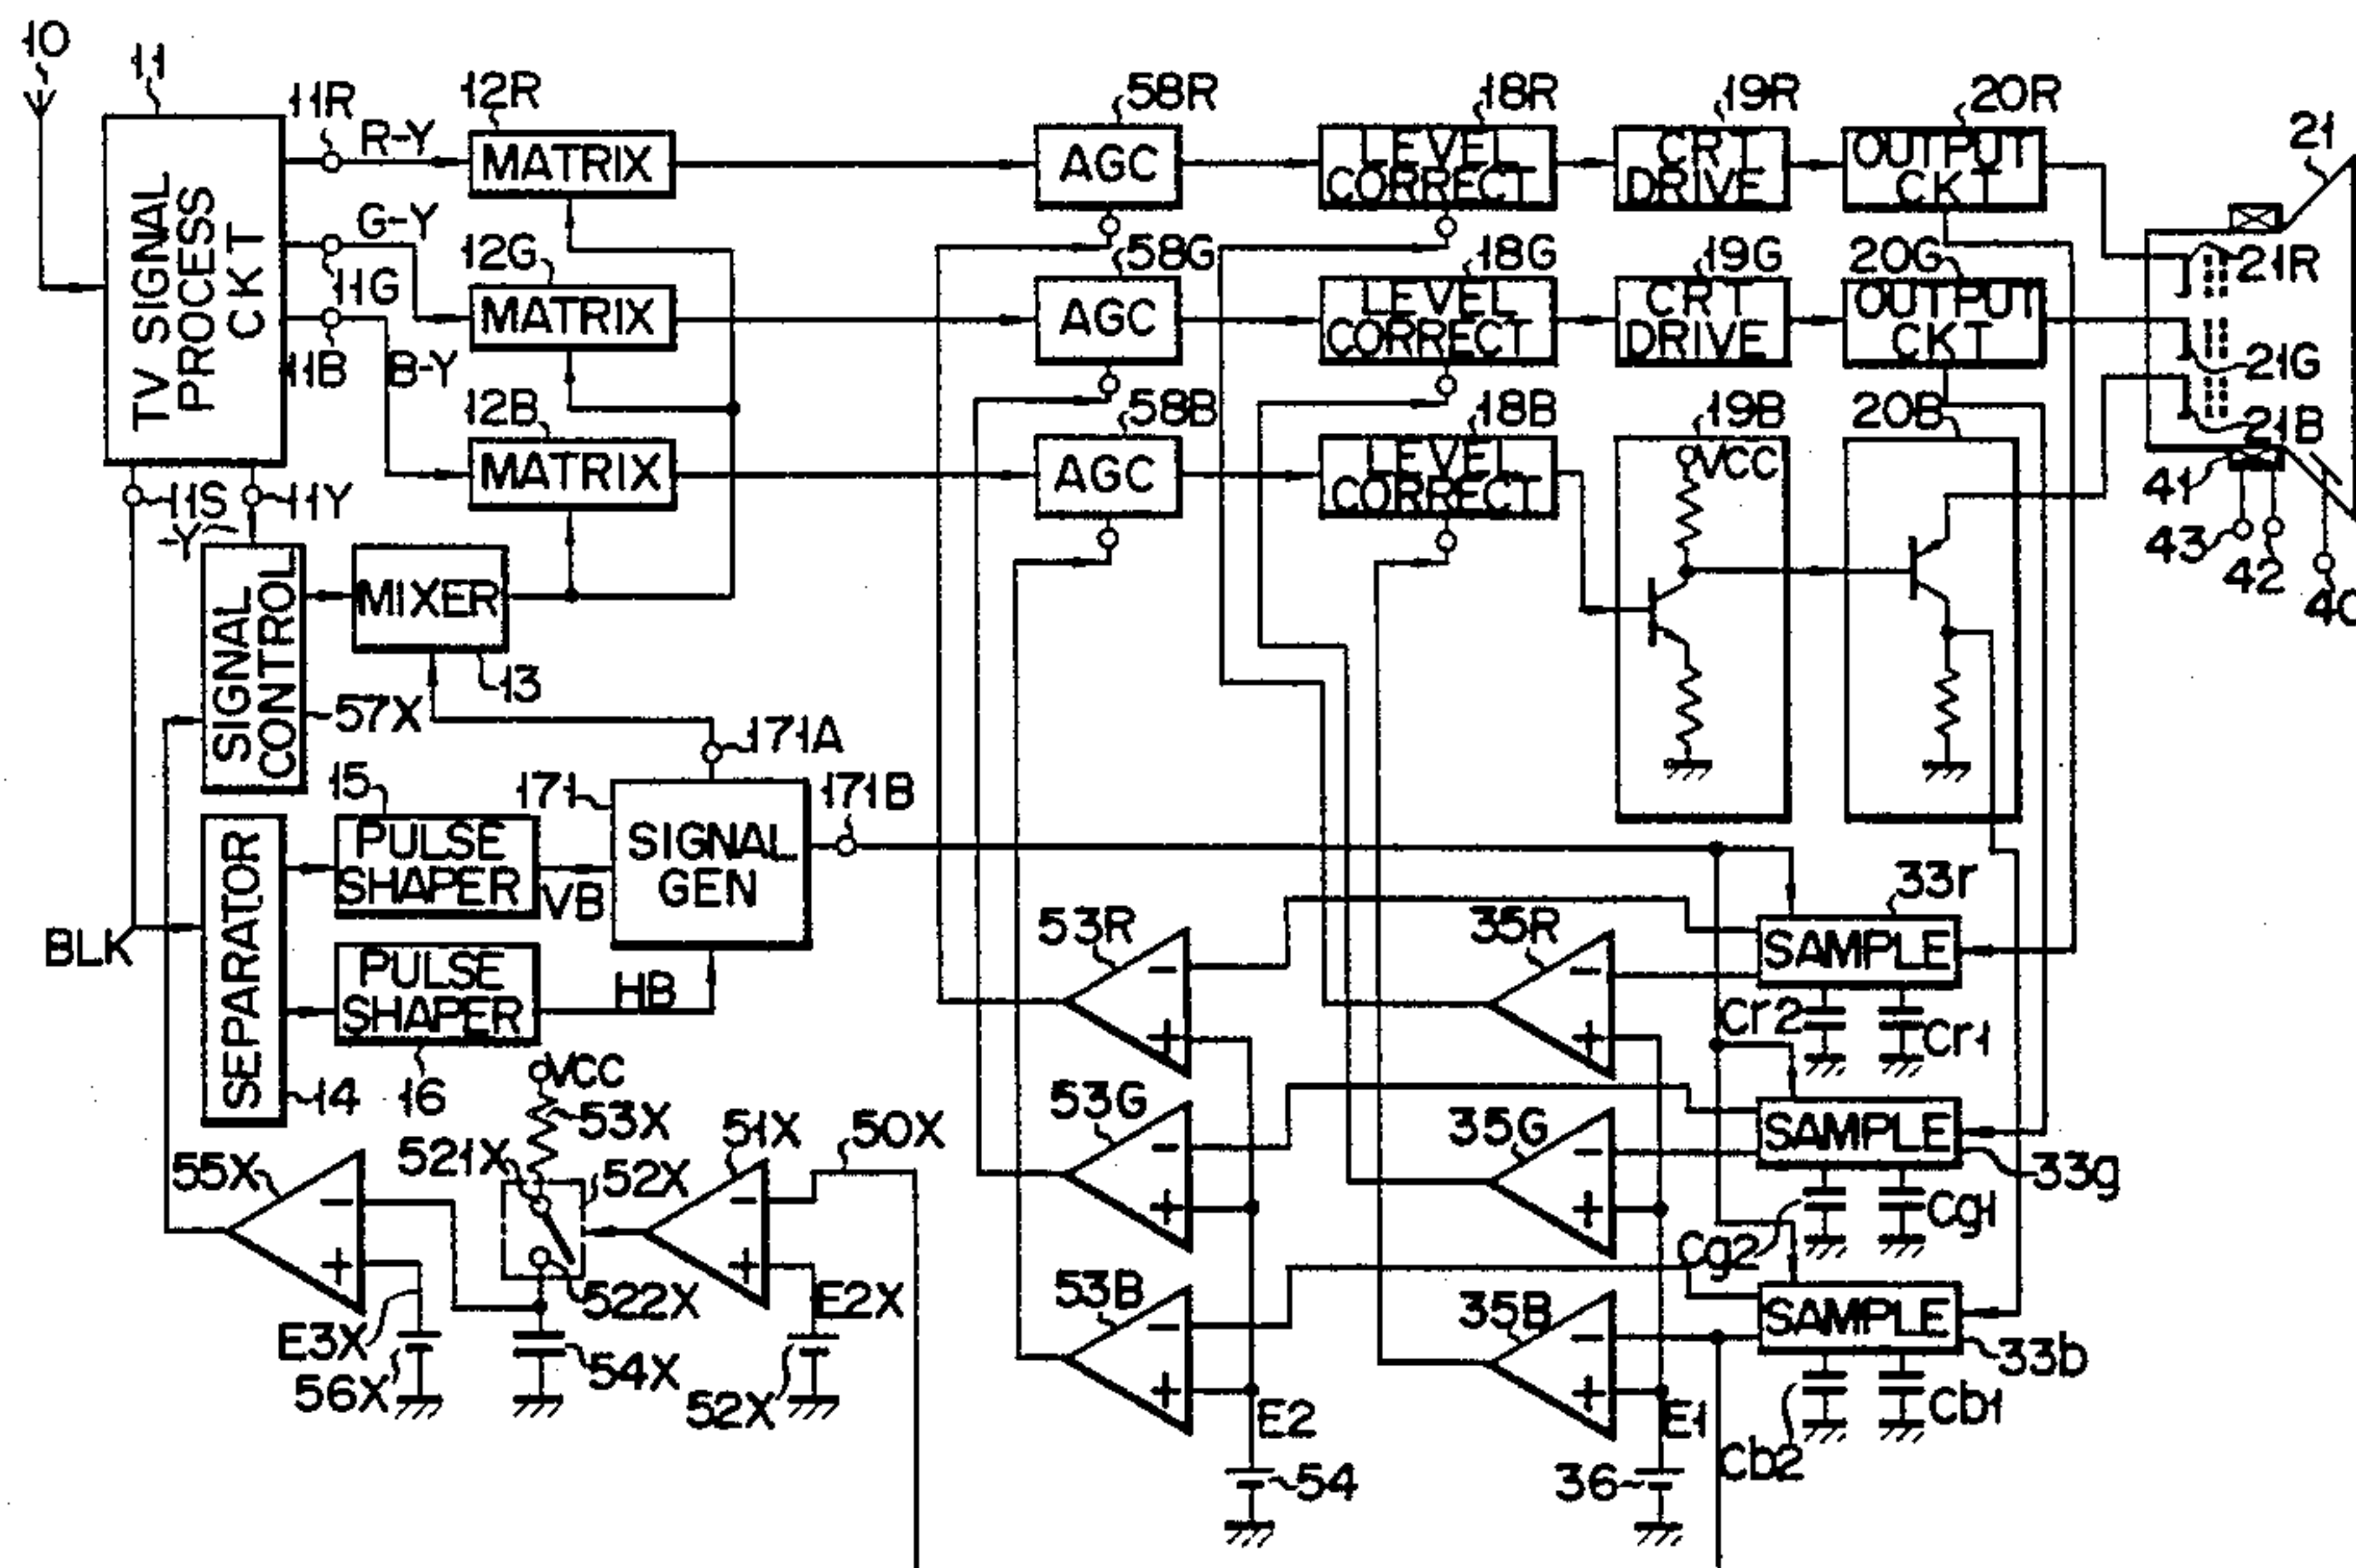 10
11
11R
R-Y
12R
MATRIX
58R
AGC
18R
LEVEL
CORRECT
19R
CRT
DRIVE
20R
OUTPUT
CKT
21
TV SIGNAL
PROCESS
CKT
G-Y
11G
12G
MATRIX
58G
AGC
18G
LEVEL
CORRECT
19G
CRT
DRIVE
20G
OUTPUT
CKT
21R
21G
11B
B-Y
12B
MATRIX
58B
AGC
18B
LEVEL
CORRECT
19B
VCC
20B
21B
41
43
42
40
11S
11Y
-Y
SIGNAL
CONTROL
57X
MIXER
13
171A
171
SIGNAL
GEN
171B
15
PULSE
SHAPER
VB
BLK
SEPARATOR
14
PULSE
SHAPER
16
HB
53R
-
+
35R
-
+
33r
SAMPLE
Cr2
Cr1
VCC
53X
521X
52X
522X
51X
-
+
50X
E2X
52X
55X
-
+
E3X
56X
54X
53G
-
+
35G
-
+
SAMPLE
33g
Cg2
Cg1
53B
-
+
35B
-
+
SAMPLE
33b
Cb2
Cb1
E2
54
E1
36